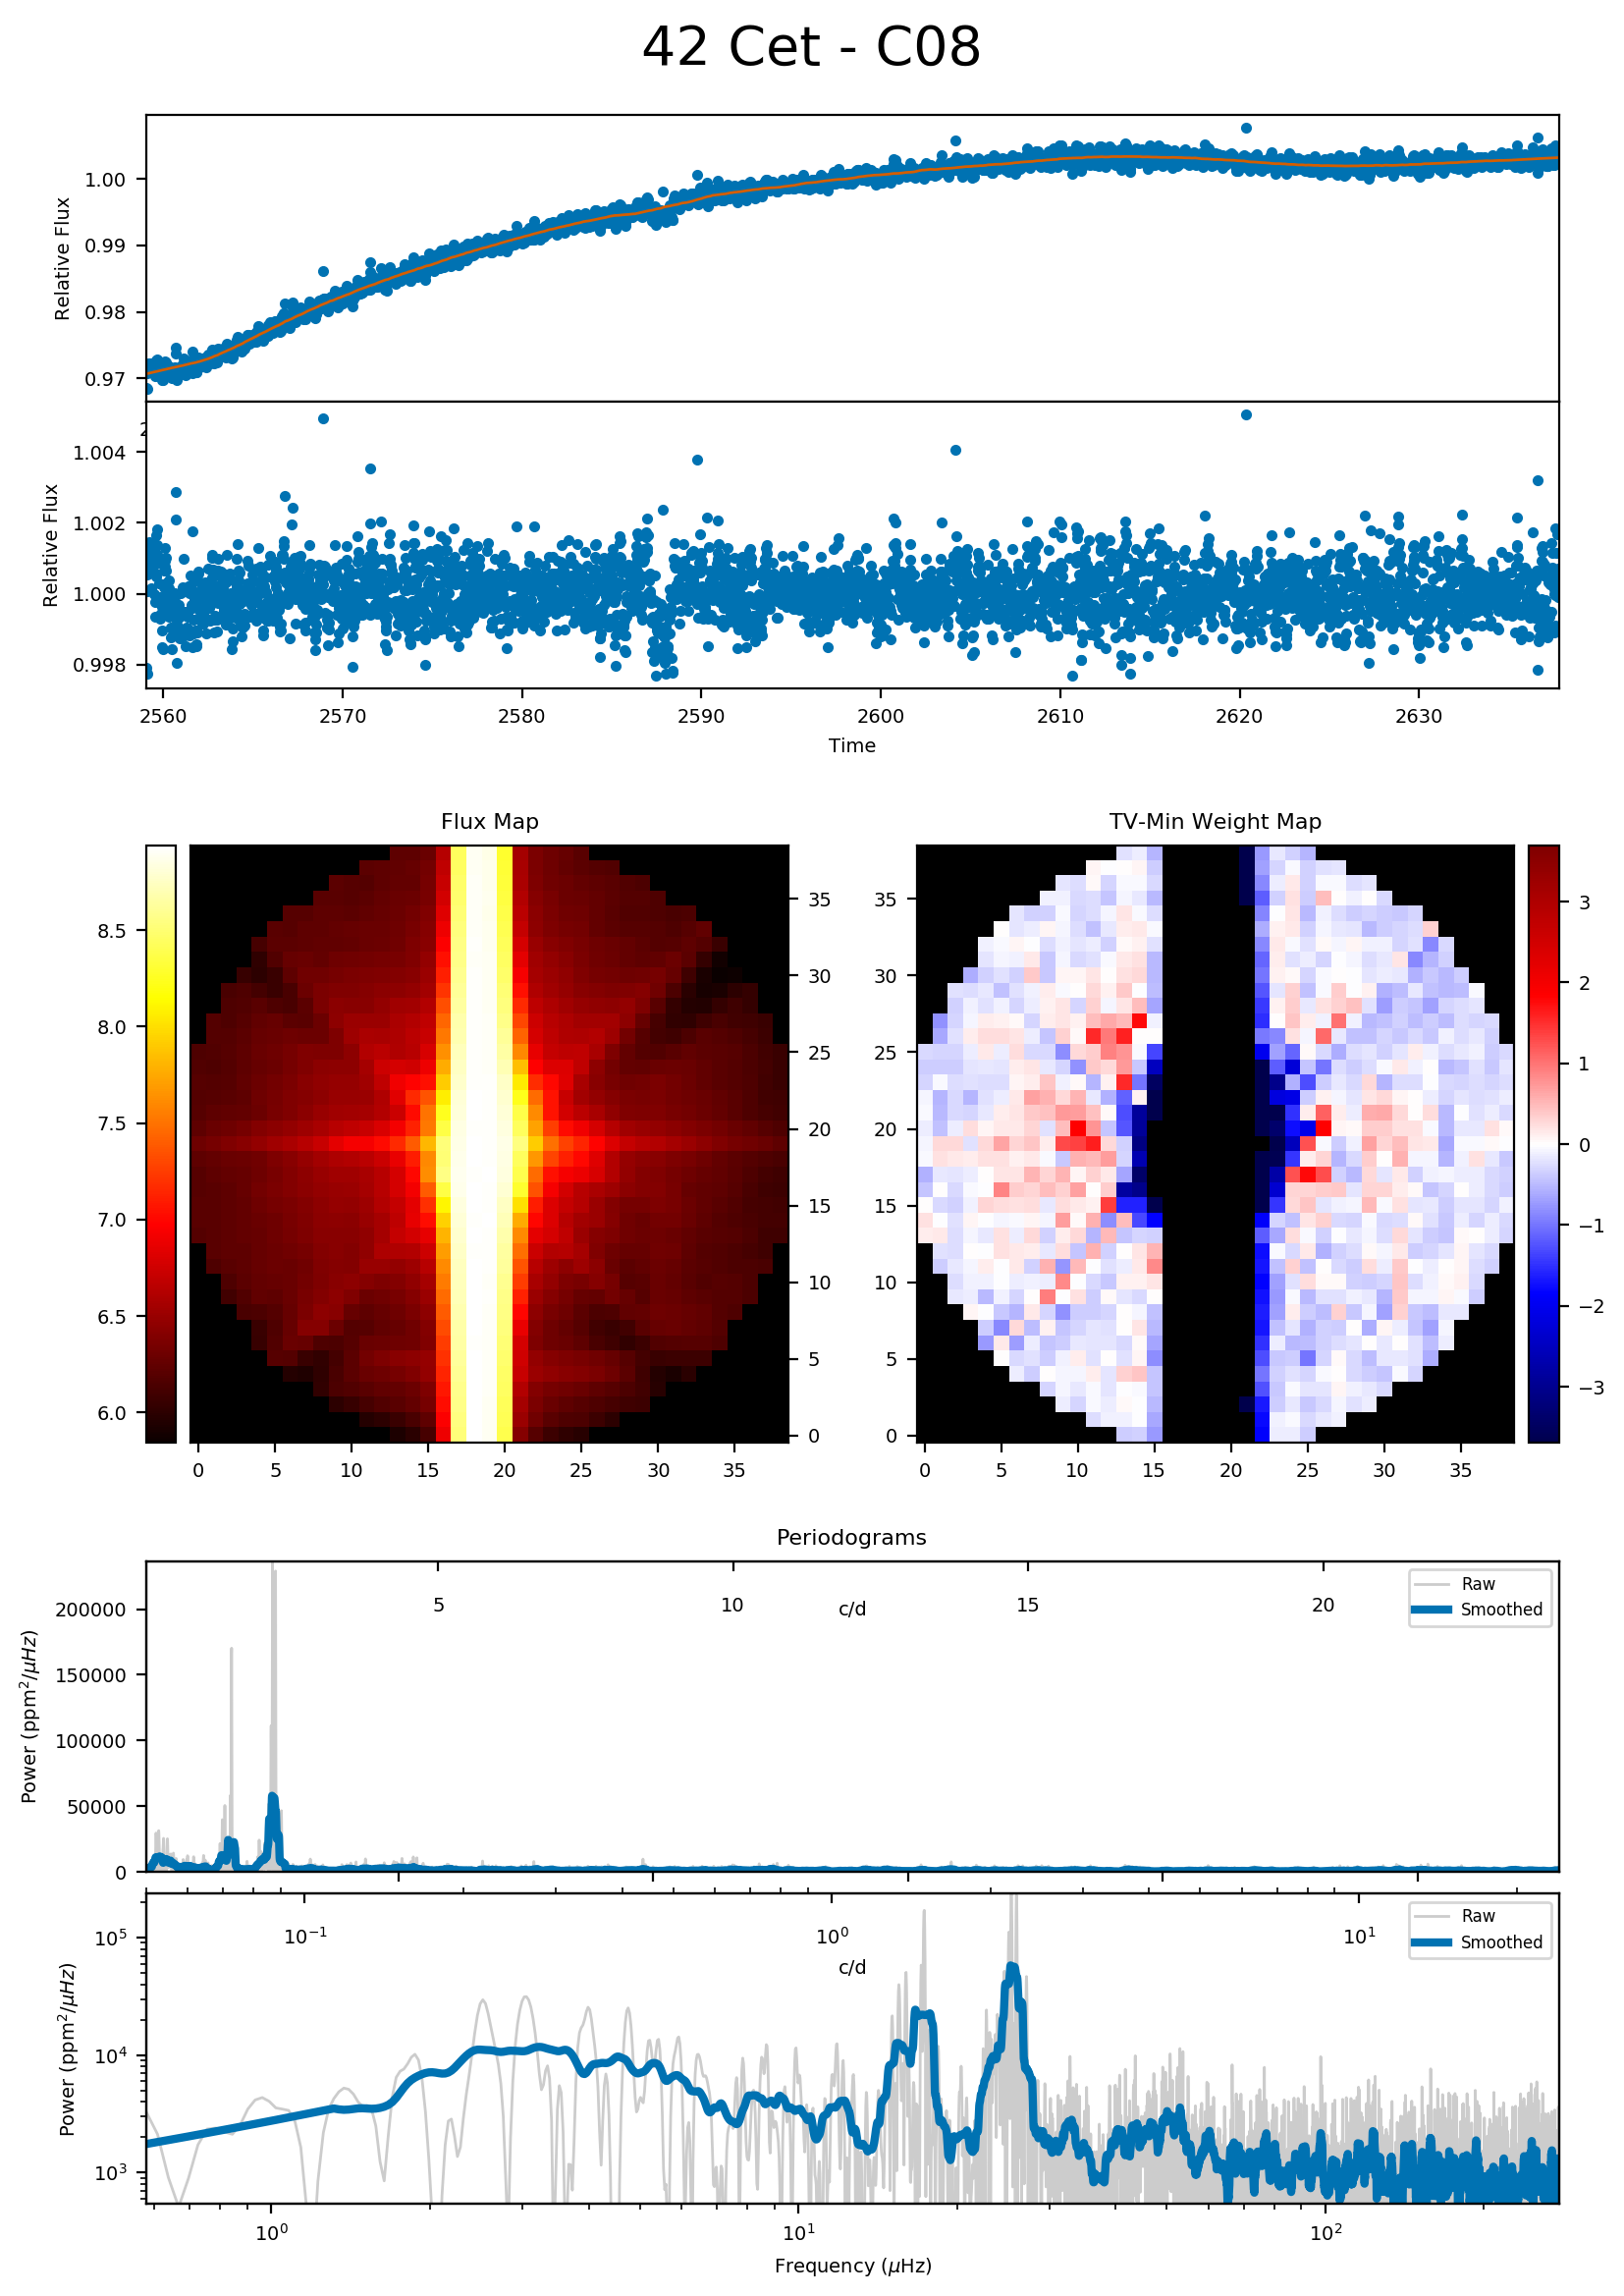 42 Cet - C08
1.00
0.99
0.98
0.97
Relative Flux
1.004
1.002
1.000
0.998
Relative Flux
2560 2570 2580 2590 2600 2610 2620 2630
Time
Flux Map
8.5
8.0
7.5
7.0
6.5
6.0
35
30
25
20
15
10
5
0
0 5 10 15 20 25 30 35
TV-Min Weight Map
35
30
25
20
15
10
5
0
0 5 10 15 20 25 30 35
3
2
1
0
−1
−2
−3
Periodograms
200000
150000
100000
50000
0
Power (ppm²/μHz)
5 10 15 20
c/d
Raw
Smoothed
10⁵
10⁴
10³
Power (ppm²/μHz)
10⁻¹ 10⁰ 10¹
c/d
Raw
Smoothed
10⁰ 10¹ 10²
Frequency (μHz)